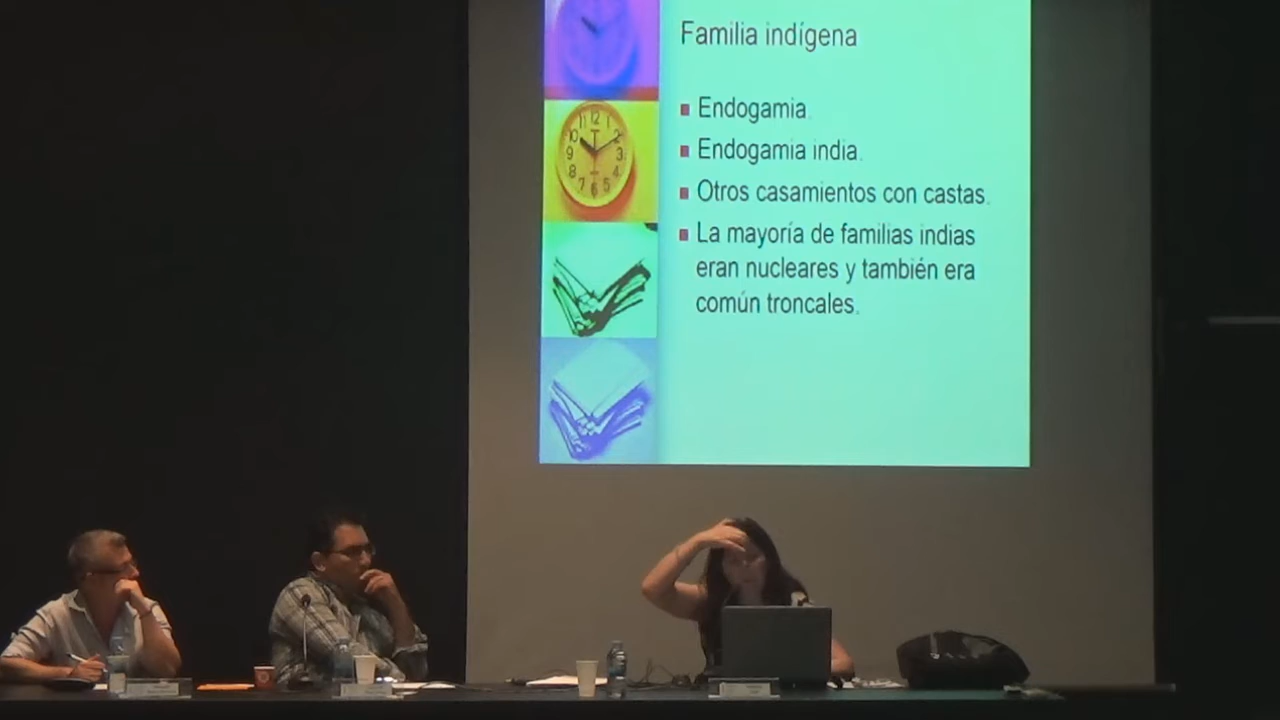 Familia indígena
Endogamia.
Endogamia india.
Otros casamientos con castas.
La mayoría de familias indias
eran nucleares y también era
común troncales.